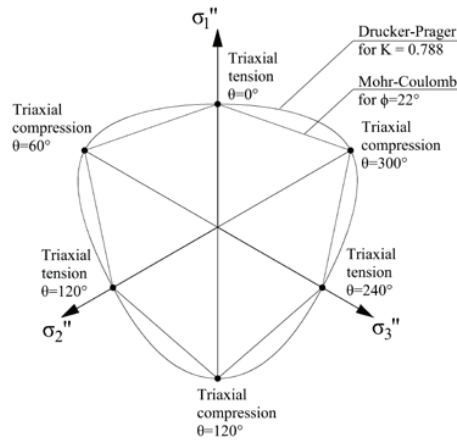 σ₁"
Drucker-Prager
for K = 0.788
Mohr-Coulomb
for ϕ=22°
Triaxial
tension
θ=0°
Triaxial
compression
θ=60°
Triaxial
compression
θ=300°
Triaxial
tension
θ=120°
Triaxial
tension
θ=240°
σ₂"
σ₃"
Triaxial
compression
θ=120°